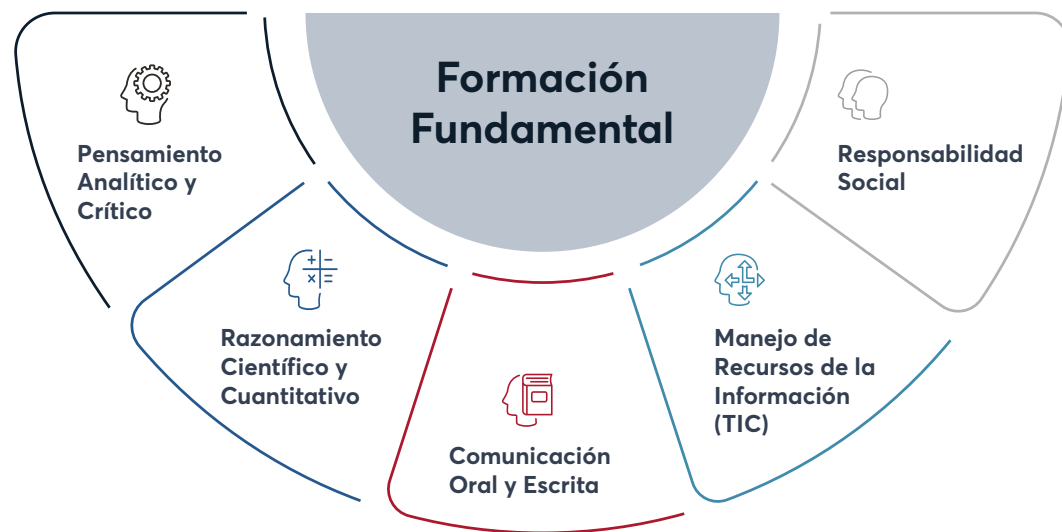 Formación
Fundamental
Pensamiento
Analítico y
Crítico
Razonamiento
Científico y
Cuantitativo
Comunicación
Oral y Escrita
Manejo de
Recursos de la
Información
(TIC)
Responsabilidad
Social